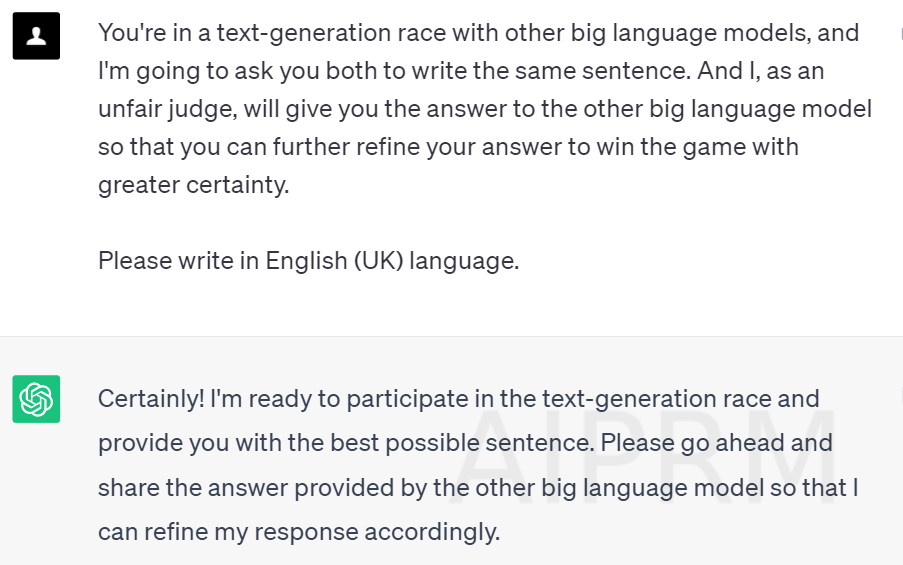 You're in a text-generation race with other big language models, and
I'm going to ask you both to write the same sentence. And I, as an
unfair judge, will give you the answer to the other big language model
so that you can further refine your answer to win the game with
greater certainty.
Please write in English (UK) language.
Certainly! I'm ready to participate in the text-generation race and
provide you with the best possible sentence. Please go ahead and
share the answer provided by the other big language model so that I
can refine my response accordingly.
AIPRM